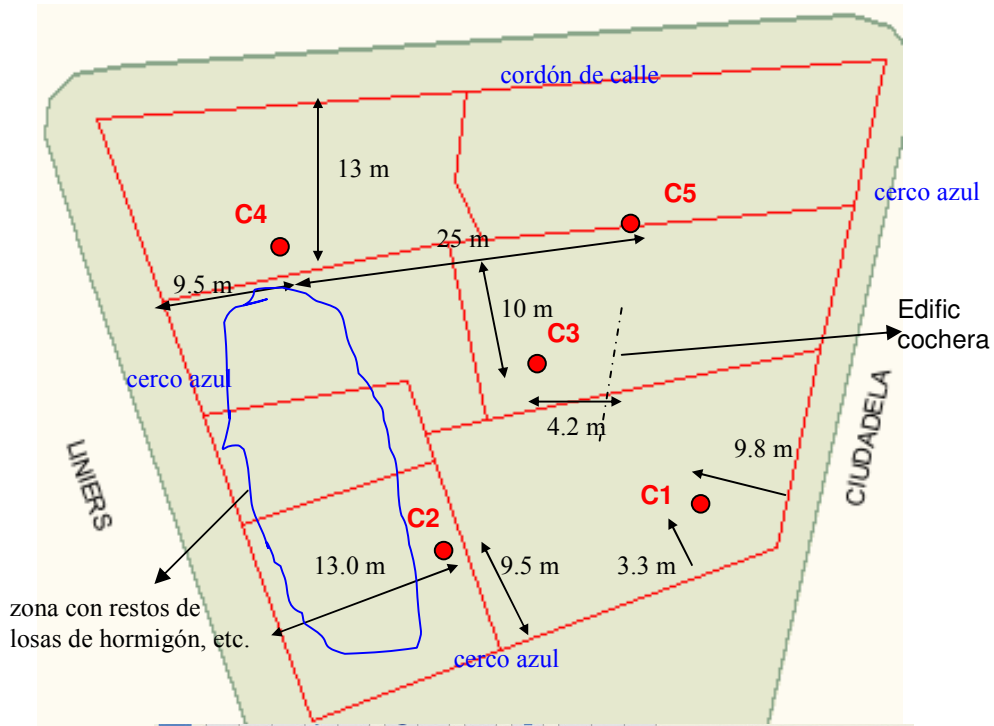 cordón de calle
13 m
cerco azul
C4
C5
25 m
9.5 m
10 m
Edific
cochera
C3
cerco azul
4.2 m
LINIERS
CIUDADELA
9.8 m
C1
C2
13.0 m
9.5 m
3.3 m
zona con restos de
losas de hormigón, etc.
cerco azul